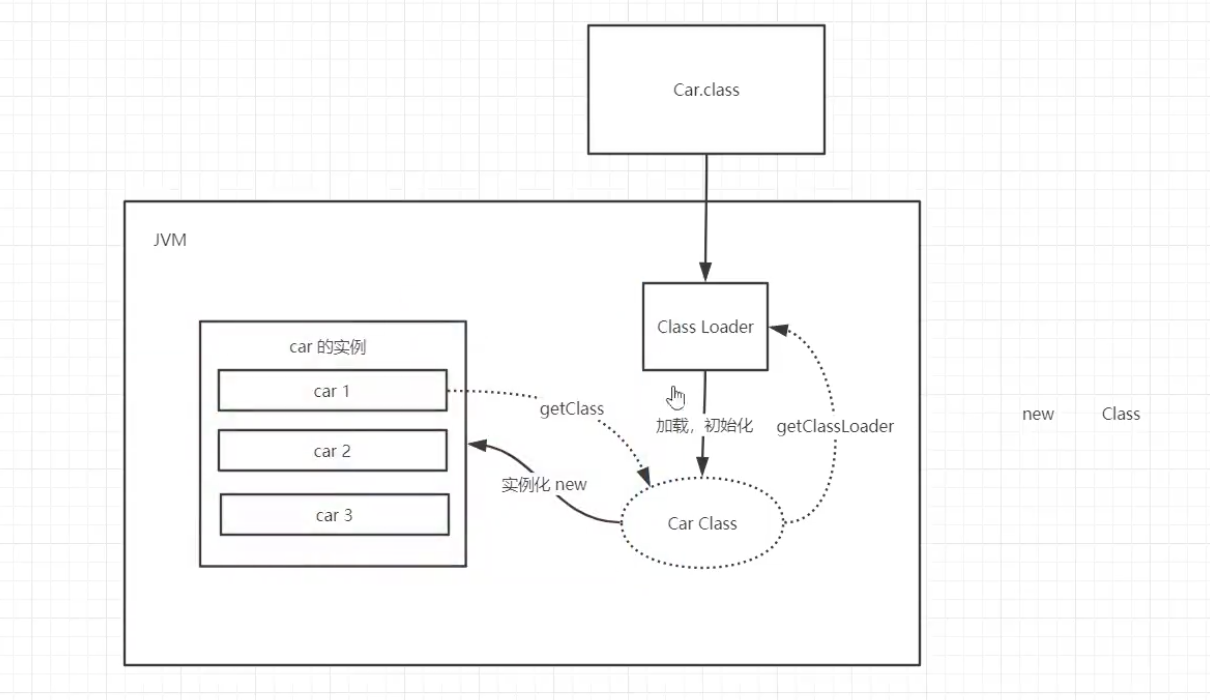 Car.class
JVM
Class Loader
car 的实例
car 1
getClass
加载，初始化
getClassLoader
new
Class
car 2
实例化 new
car 3
Car Class